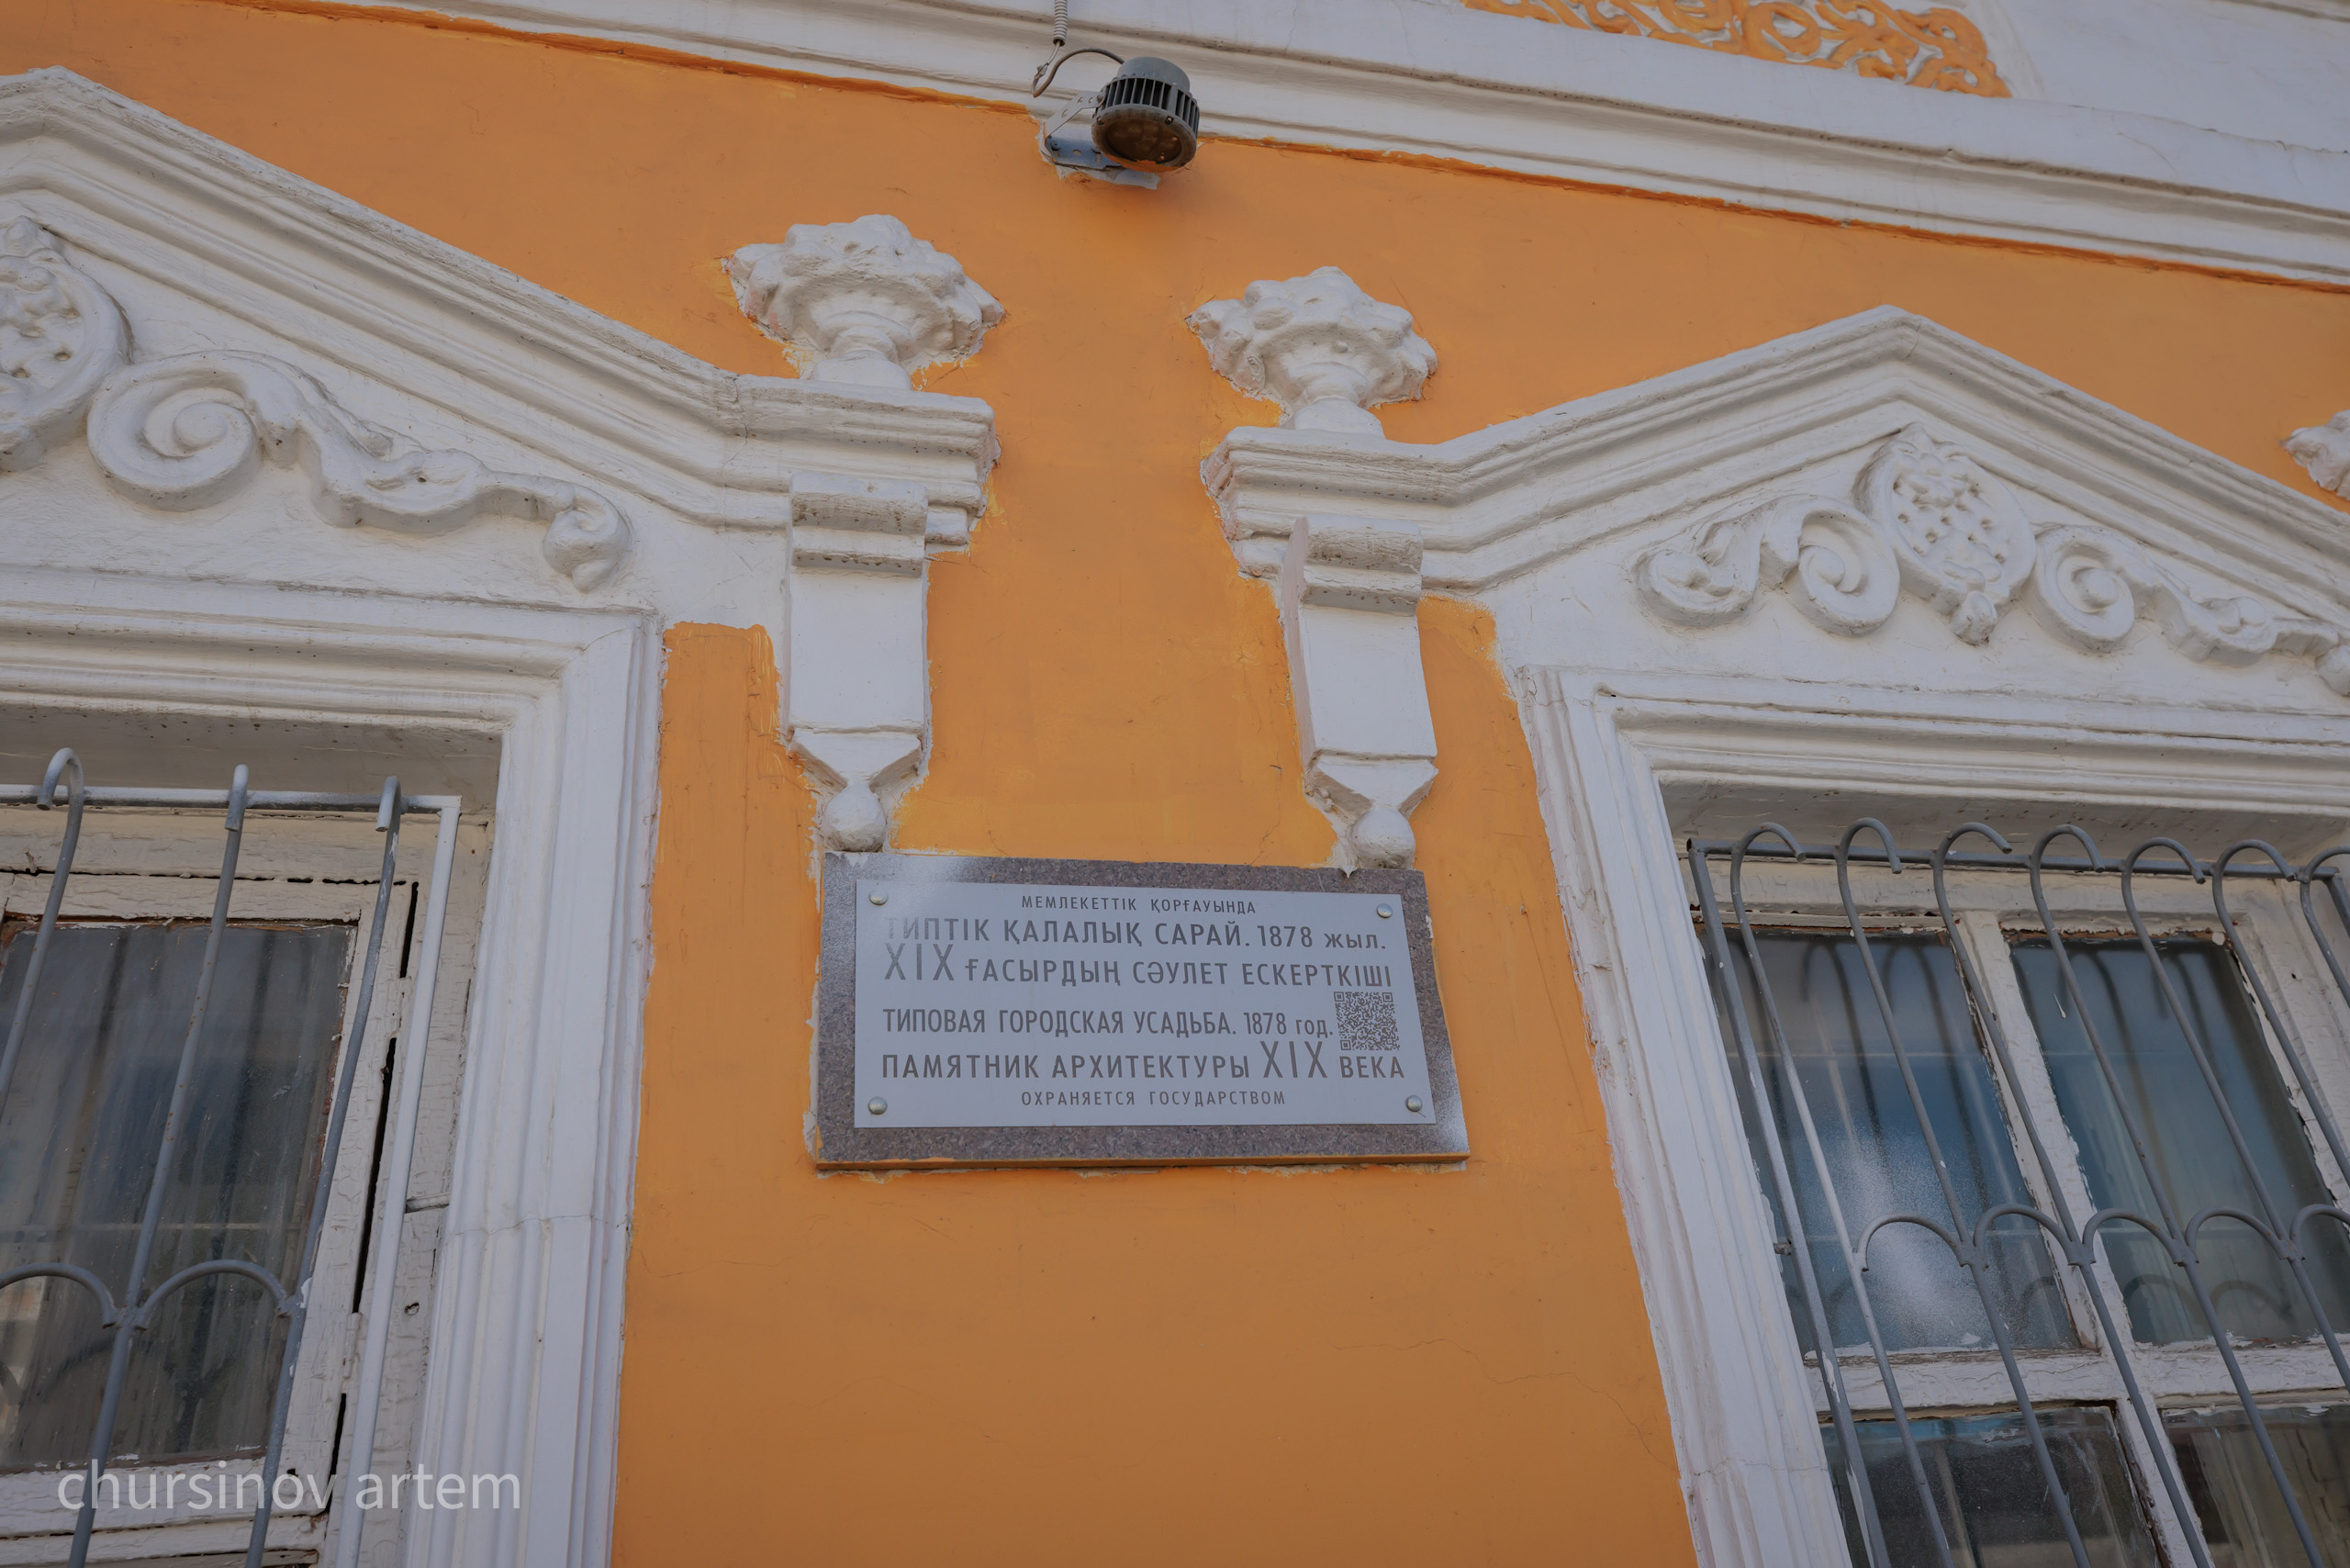 МЕМЛЕКЕТТІК ҚОРҒАУЫНДА
ТИПТІК ҚАЛАЛЫҚ САРАЙ. 1878 жыл.
XIX ҒАСЫРДЫҢ СӘУЛЕТ ЕСКЕРТКІШІ
ТИПОВАЯ ГОРОДСКАЯ УСАДЬБА. 1878 год.
ПАМЯТНИК АРХИТЕКТУРЫ XIX ВЕКА
ОХРАНЯЕТСЯ ГОСУДАРСТВОМ
chursinov artem